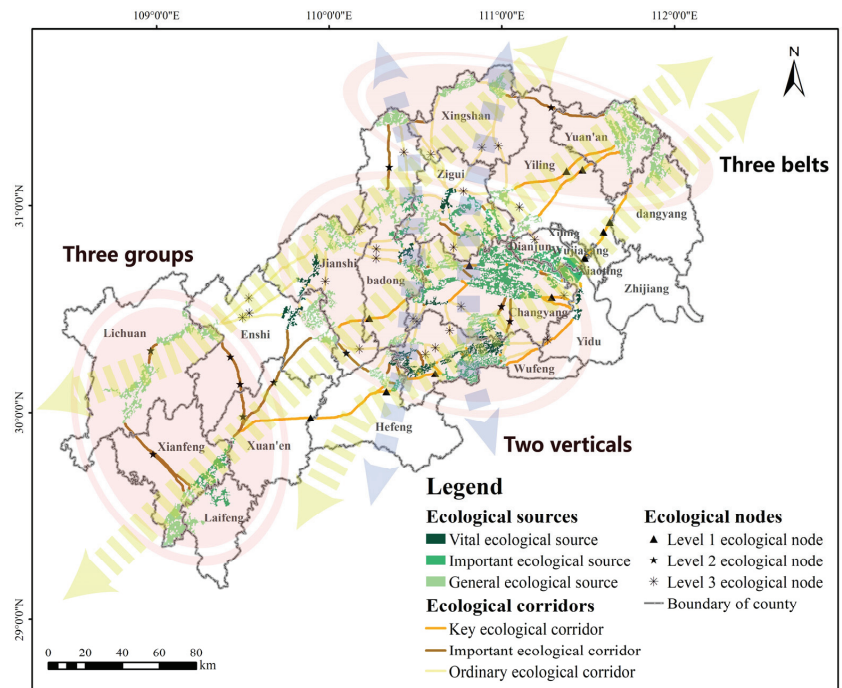 109°0'0"E
110°0'0"E
111°0'0"E
112°0'0"E
N
Xingshan
Yuan'an
Yiling
Zigui
Three belts
31°0'0"N
dangyang
Xiling
Dianjun
Wujiagang
Xiaoting
Three groups
Jianshi
badong
Zhijiang
Changyang
Lichuan
Enshi
Yidu
Wufeng
30°0'0"N
Hefeng
Xianfeng
Xuan'en
Two verticals
Laifeng
29°0'0"N
Legend
Ecological sources
Vital ecological source
Important ecological source
General ecological source
Ecological corridors
Key ecological corridor
Important ecological corridor
Ordinary ecological corridor
Ecological nodes
Level 1 ecological node
Level 2 ecological node
Level 3 ecological node
Boundary of county
0 20 40 60 80
km